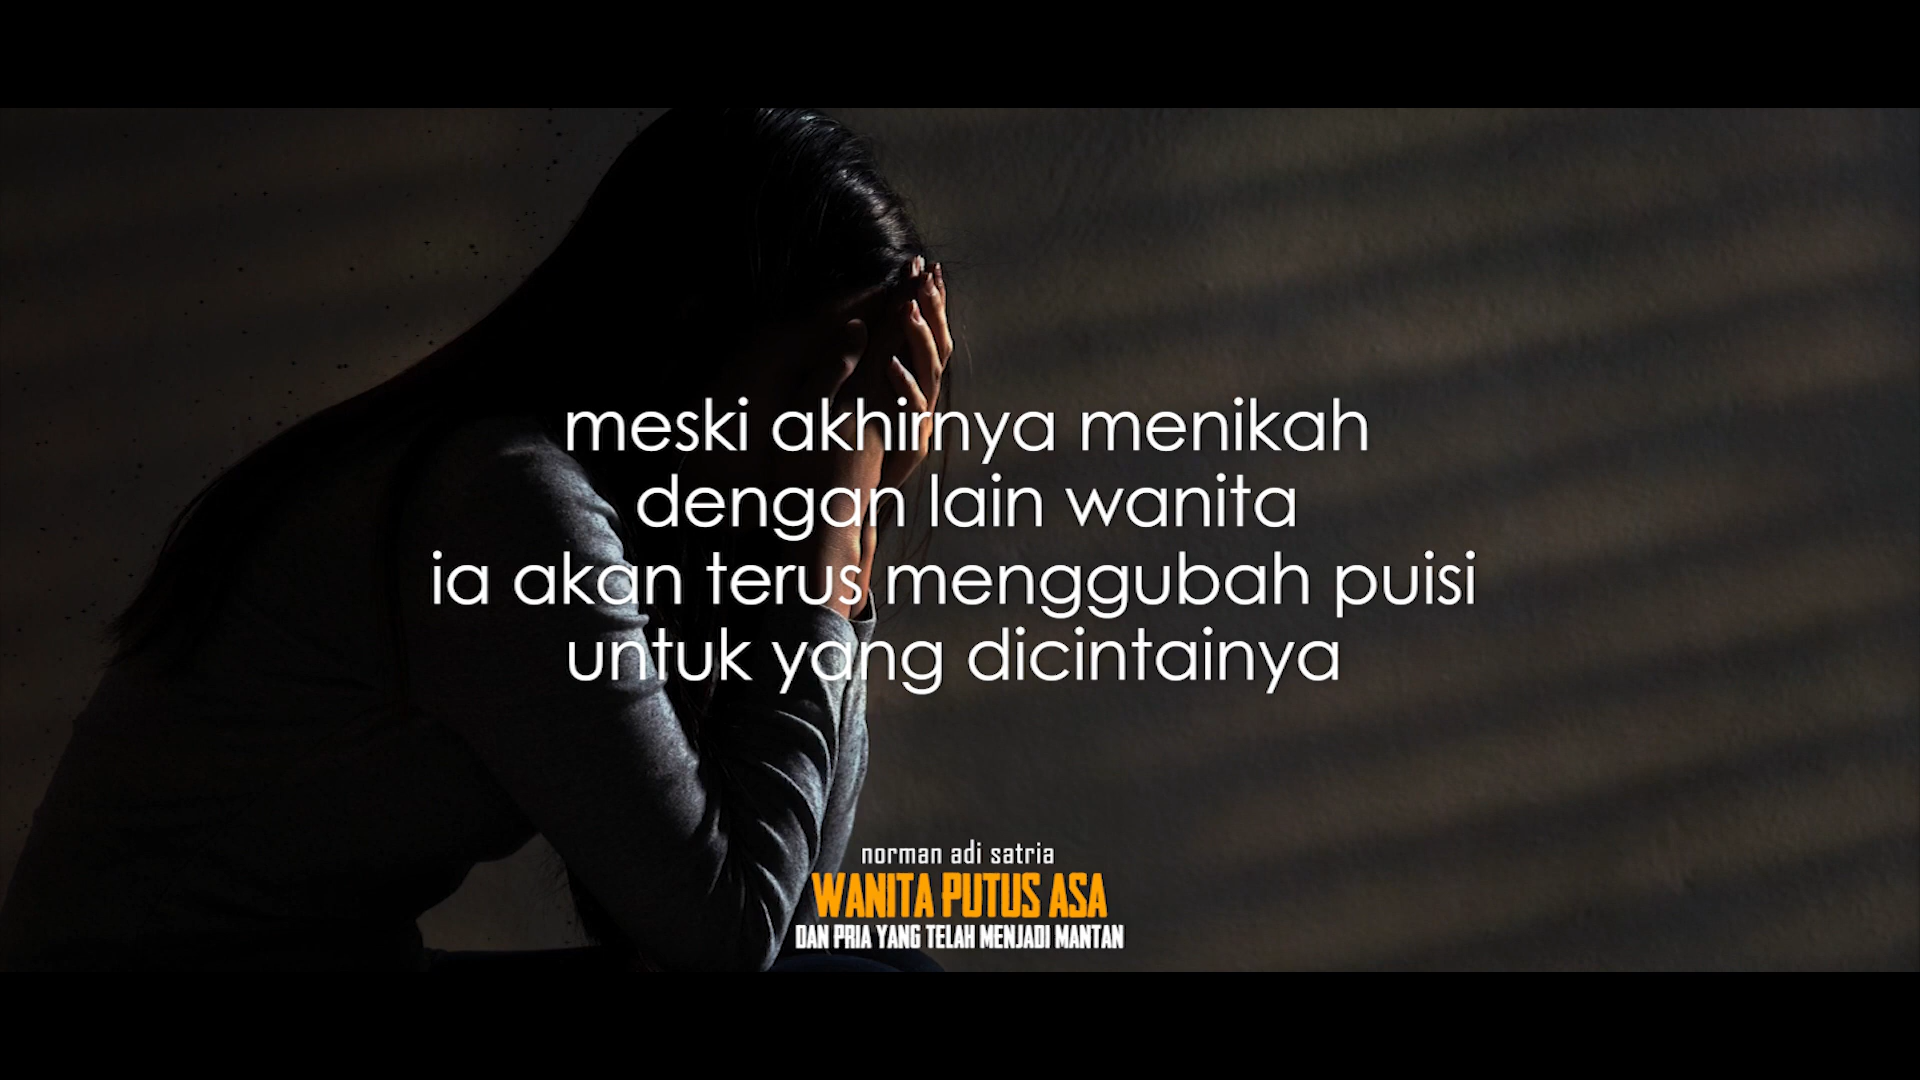 meski akhirnya menikah
dengan lain wanita
ia akan terus menggubah puisi
untuk yang dicintainya
norman adi satria
WANITA PUTUS ASA
DAN PRIA YANG TELAH MENJADI MANTAN